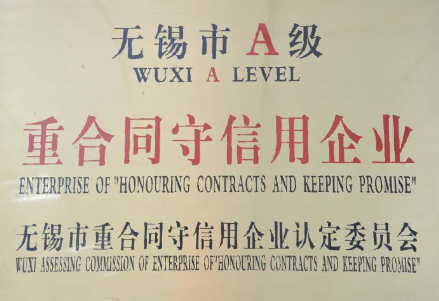 无锡市A级
WUXI A LEVEL
重合同守信用企业
ENTERPRISE OF "HONOURING CONTRACTS AND KEEPING PROMISE"
无锡市重合同守信用企业认定委员会
WUXI ASSESSING COMMISSION OF ENTERPRISE OF"HONOURING CONTRACTS AND KEEPING PROMISE"